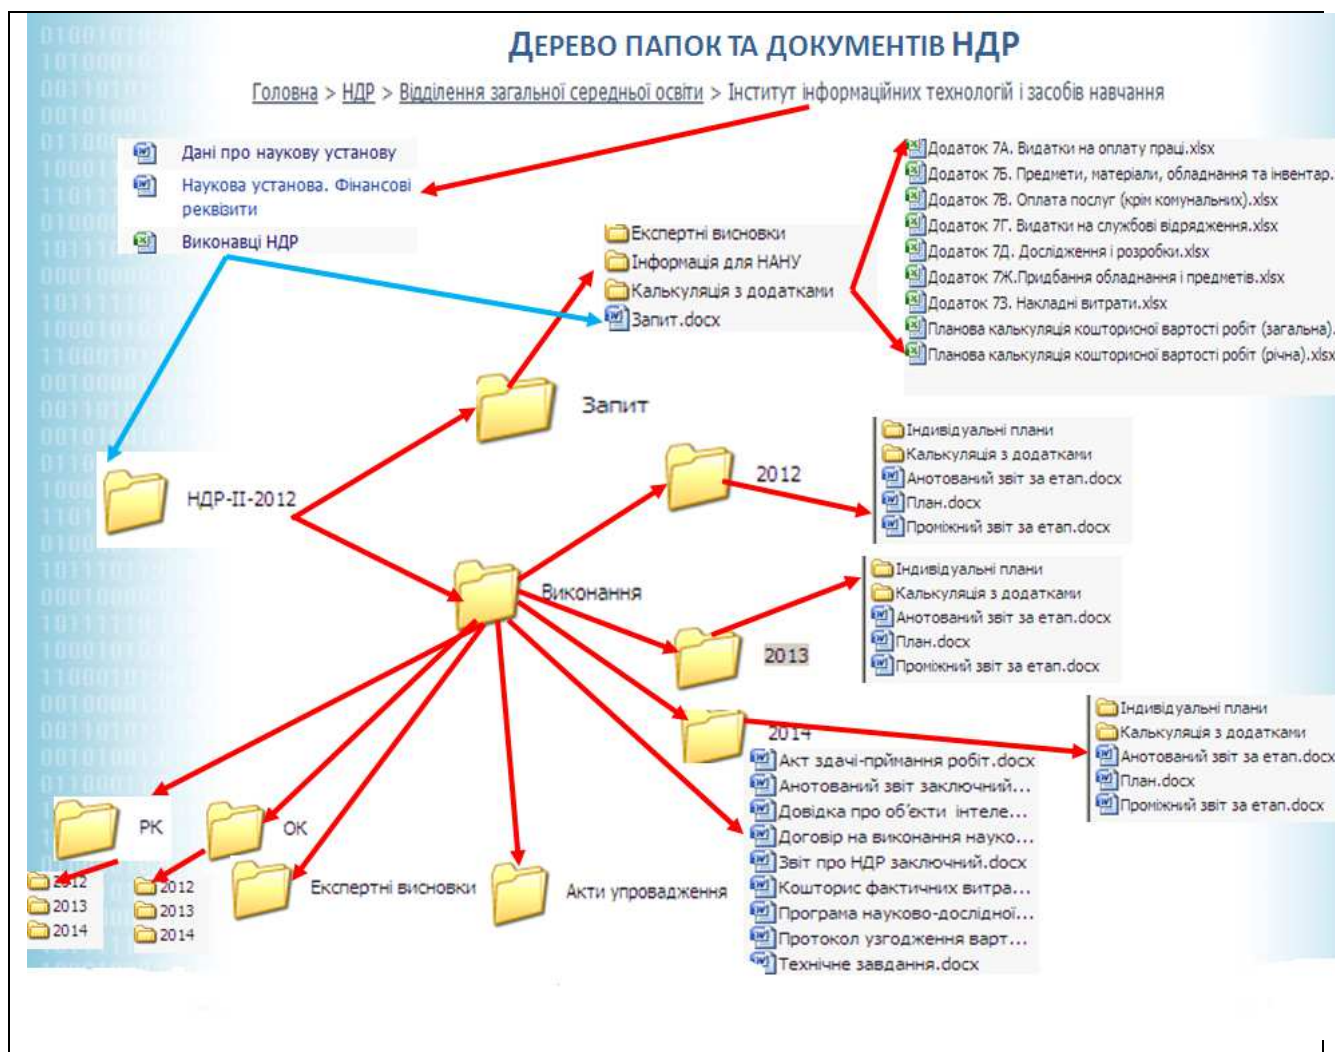 ДЕРЕВО ПАПОК ТА ДОКУМЕНТІВ НДР
Головна > НДР > Відділення загальної середньої освіти > Інститут інформаційних технологій і засобів навчання
Дані про наукову установу
Наукова установа. Фінансові
реквізити
Виконавці НДР
Експертні висновки
Інформація для НАНУ
Калькуляція з додатками
Запит.docx
Додаток 7А. Видатки на оплату праці.xlsx
Додаток 7Б. Предмети, матеріали, обладнання та інвентар.
Додаток 7В. Оплата послуг (крім комунальних).xlsx
Додаток 7Г. Видатки на службові відрядження.xlsx
Додаток 7Д. Дослідження і розробки.xlsx
Додаток 7Ж.Придбання обладнання і предметів.xlsx
Додаток 7З. Накладні витрати.xlsx
Планова калькуляція кошторисної вартості робіт (загальна).
Планова калькуляція кошторисної вартості робіт (річна).xlsx
Запит
НДР-ІІ-2012
2012
Індивідуальні плани
Калькуляція з додатками
Анотований звіт за етап.docx
План.docx
Проміжний звіт за етап.docx
Виконання
2013
Індивідуальні плани
Калькуляція з додатками
Анотований звіт за етап.docx
План.docx
Проміжний звіт за етап.docx
2014
Індивідуальні плани
Калькуляція з додатками
Анотований звіт за етап.docx
План.docx
Проміжний звіт за етап.docx
Акт здачі-прймання робіт.docx
Анотований звіт заключний...
Довідка про об'єкти інтеле...
Договір на виконання науко...
Звіт про НДР заключний.docx
Кошторис фактичних витра...
Програма науково-дослідної...
Протокол узгодження варт...
Технічне завдання.docx
РК
2012
2013
2014
ОК
2012
2013
2014
Експертні висновки
Акти упровадження